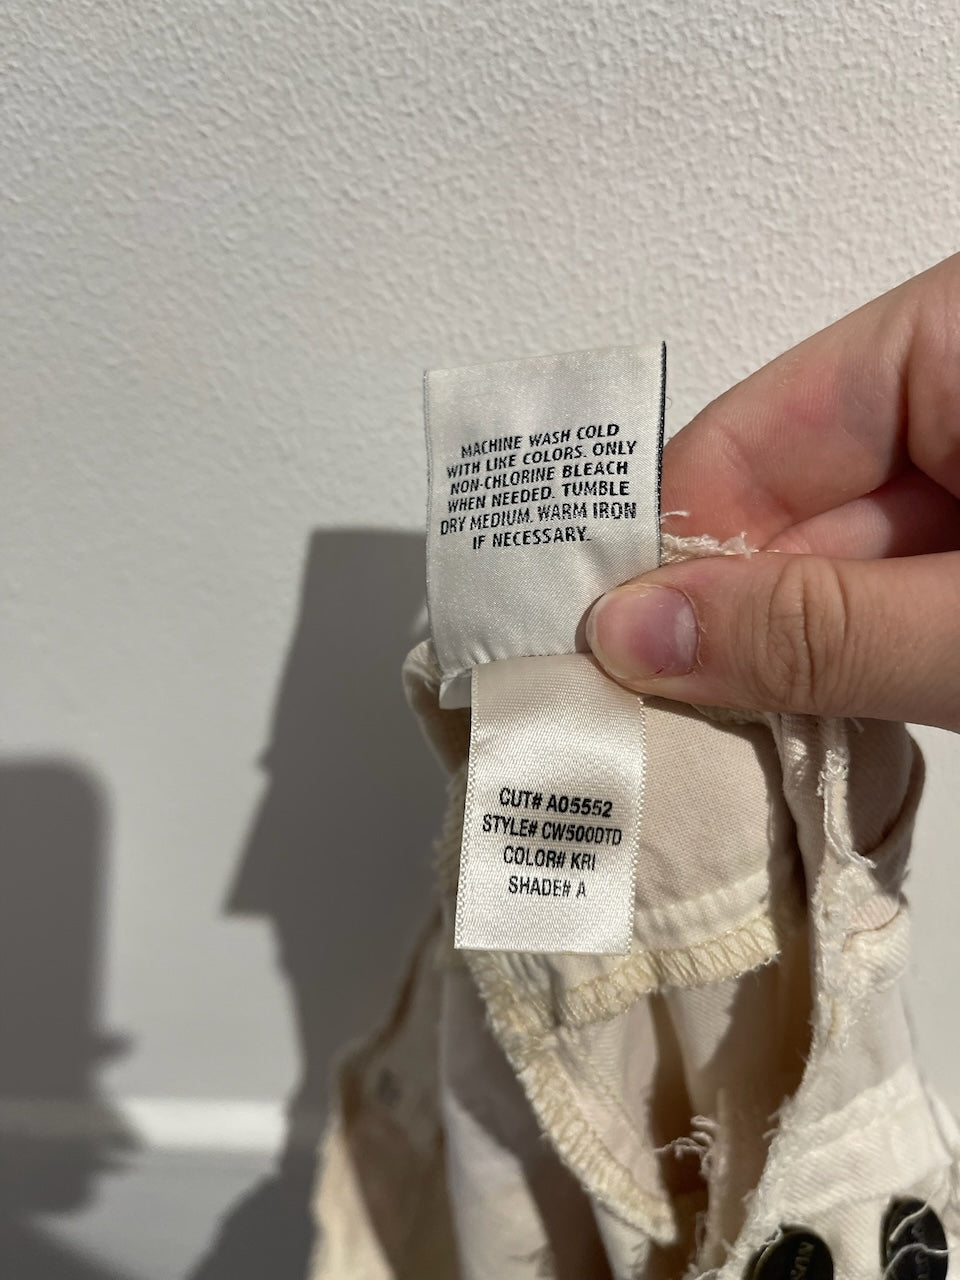 MACHINE WASH COLD
WITH LIKE COLORS. ONLY
NON-CHLORINE BLEACH
WHEN NEEDED. TUMBLE
DRY MEDIUM. WARM IRON
IF NECESSARY.
CUT# A05552
STYLE# CW500DTD
COLOR# KRI
SHADE# A